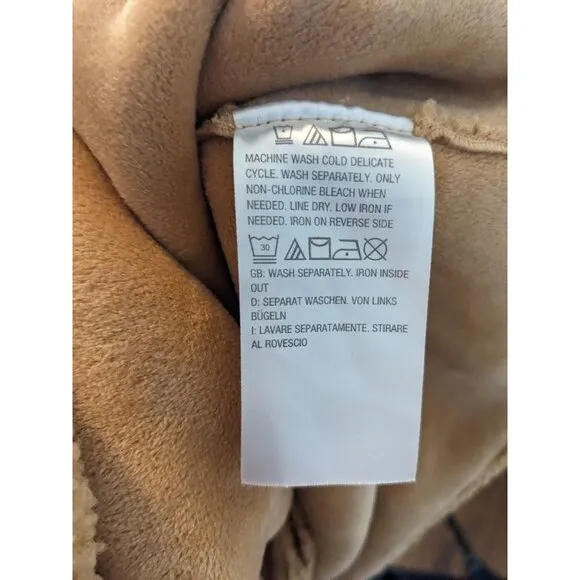 MACHINE WASH COLD DELICATE
CYCLE. WASH SEPARATELY. ONLY
NON-CHLORINE BLEACH WHEN
NEEDED. LINE DRY. LOW IRON IF
NEEDED. IRON ON REVERSE SIDE
30
GB: WASH SEPARATELY. IRON INSIDE
OUT
D: SEPARAT WASCHEN. VON LINKS
BÜGELN
I: LAVARE SEPARATAMENTE. STIRARE
AL ROVESCIO